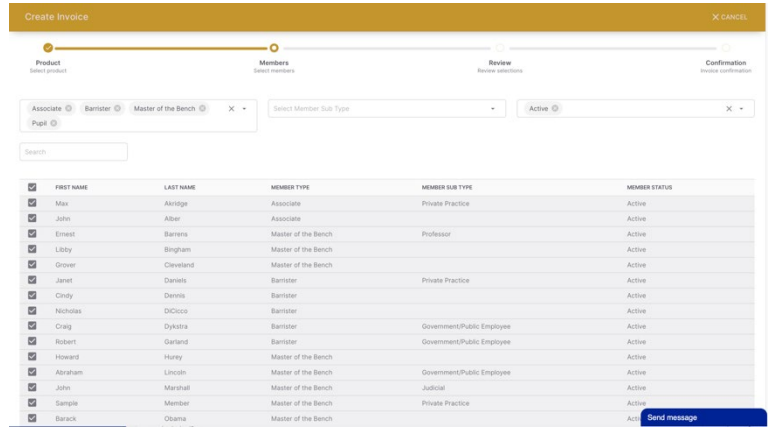 Create Invoice X CANCEL
Product Members Review Confirmation
Select product Select members Review selections Invoice confirmation
Associate Barrister Master of the Bench Select Member Sub Type Active
Pupil
Search
FIRST NAME LAST NAME MEMBER TYPE MEMBER SUB TYPE MEMBER STATUS
Max Akridge Associate Private Practice Active
John Alber Associate Active
Ernest Barrens Master of the Bench Professor Active
Libby Bingham Master of the Bench Active
Grover Cleveland Master of the Bench Active
Janet Daniels Barrister Private Practice Active
Cindy Dennis Barrister Active
Nicholas DiCicco Barrister Active
Craig Dykstra Barrister Government/Public Employee Active
Robert Garland Barrister Government/Public Employee Active
Howard Hurey Master of the Bench Active
Abraham Lincoln Master of the Bench Government/Public Employee Active
John Marshall Master of the Bench Judicial Active
Sample Member Master of the Bench Private Practice Active
Barack Obama Master of the Bench
Send message